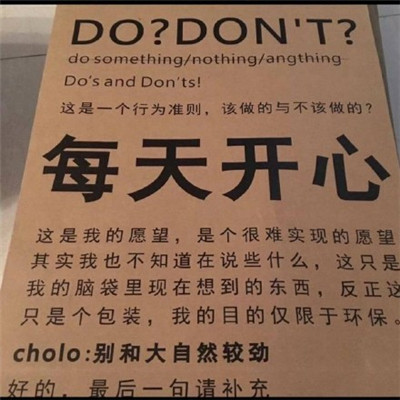 DO?DON'T?
do something/nothing/angthing
Do's and Don'ts!
这是一个行为准则，该做的与不该做的？
每天开心
这是我的愿望，是个很难实现的愿望
其实我也不知道在说些什么，这只是
我的脑袋里现在想到的东西，反正这
只是个包装，我的目的仅限于环保。
cholo:别和大自然较劲
好的，最后一句请补充